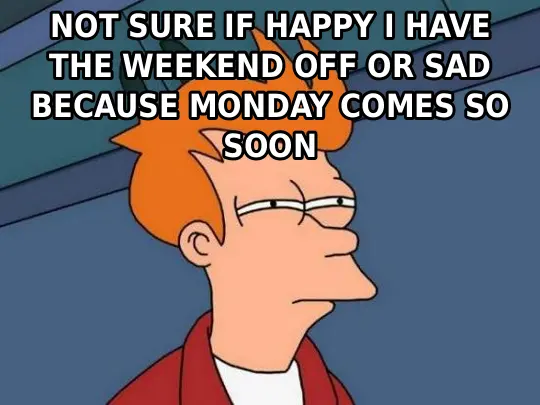 NOT SURE IF HAPPY I HAVE
THE WEEKEND OFF OR SAD
BECAUSE MONDAY COMES SO
SOON